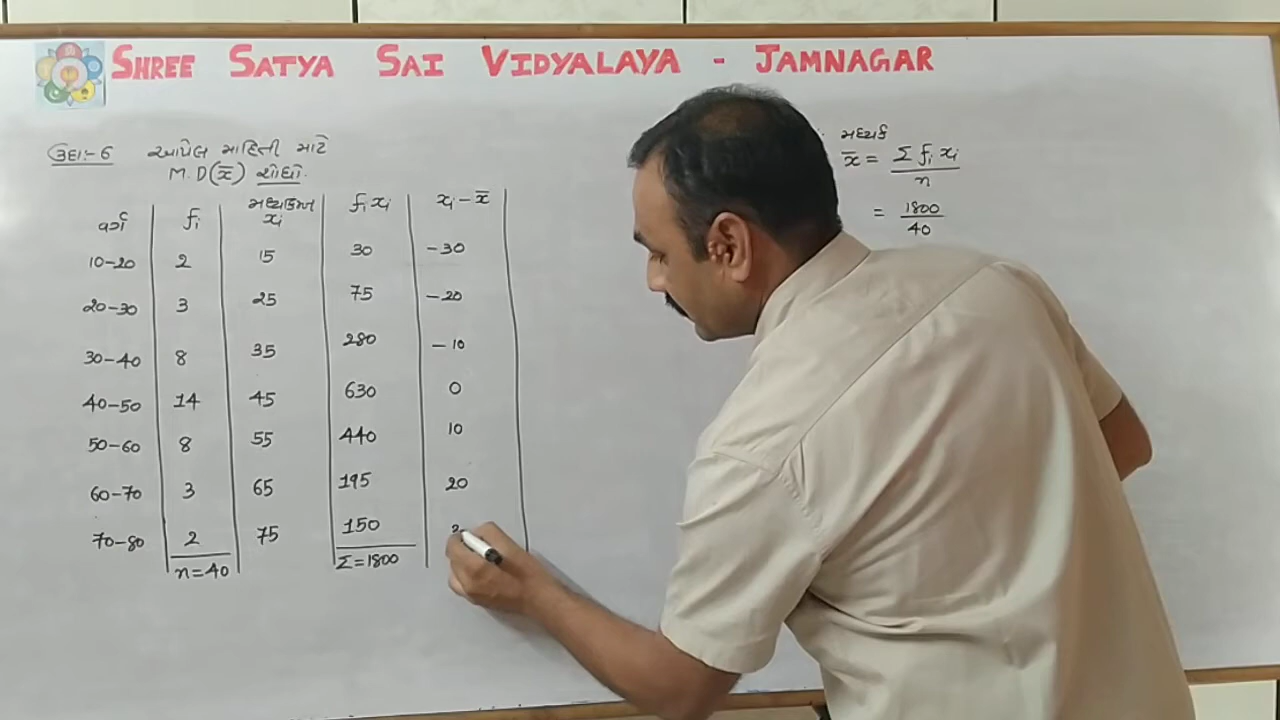 SHREE SATYA SAI VIDYALAYA - JAMNAGAR
ઉદા:- 6 આપેલ માહિતી માટે
M.D(x̄) શોધો.
વર્ગ fᵢ મધ્યકિંમત xᵢ fᵢxᵢ xᵢ-x̄
10-20 2 15 30 -30
20-30 3 25 75 -20
30-40 8 35 280 -10
40-50 14 45 630 0
50-60 8 55 440 10
60-70 3 65 195 20
70-80 2 75 150
n=40 Σ=1800
મધ્યક
x̄ = Σfᵢxᵢ / n
= 1800 / 40